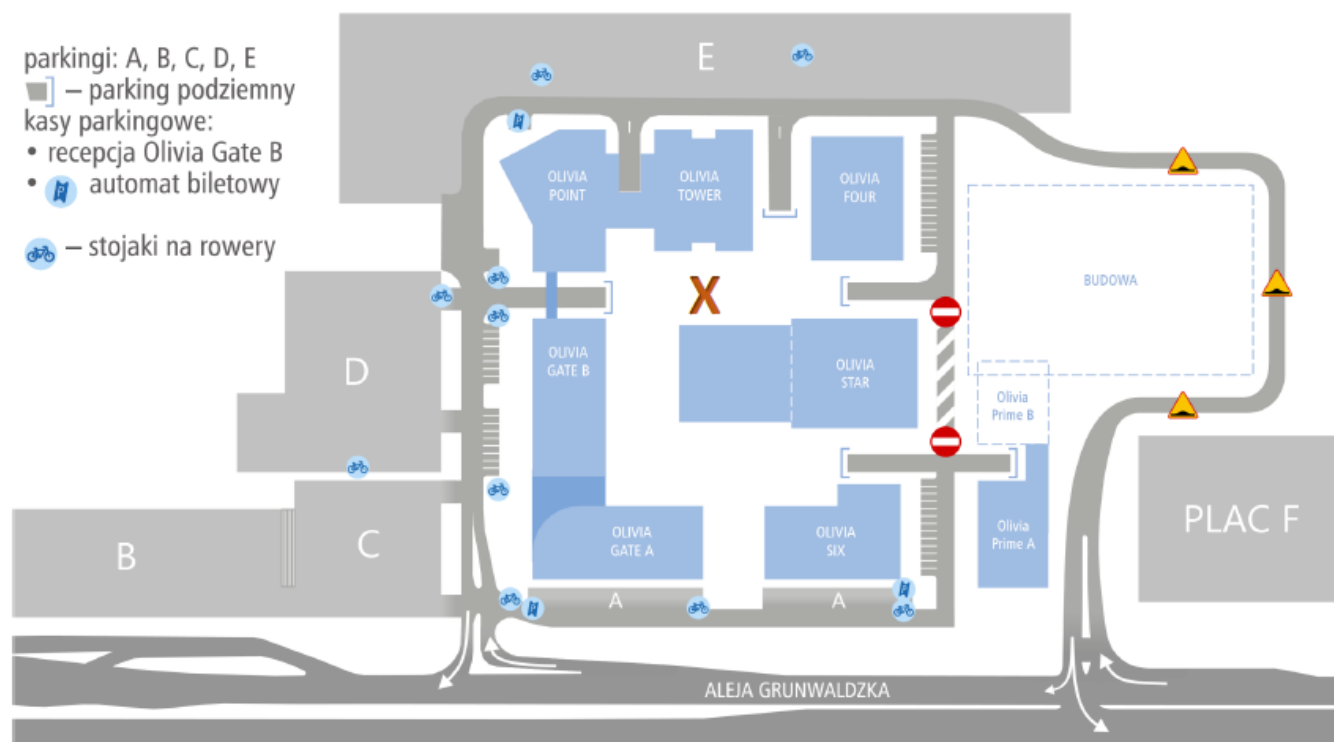 parkingi: A, B, C, D, E
– parking podziemny
kasy parkingowe:
• recepcja Olivia Gate B
• P automat biletowy
– stojaki na rowery
E
P
OLIVIA
POINT
OLIVIA
TOWER
OLIVIA
FOUR
BUDOWA
X
OLIVIA
GATE B
OLIVIA
STAR
D
Olivia
Prime B
PLAC F
B
C
OLIVIA
GATE A
OLIVIA
SIX
Olivia
Prime A
A
A
ALEJA GRUNWALDZKA